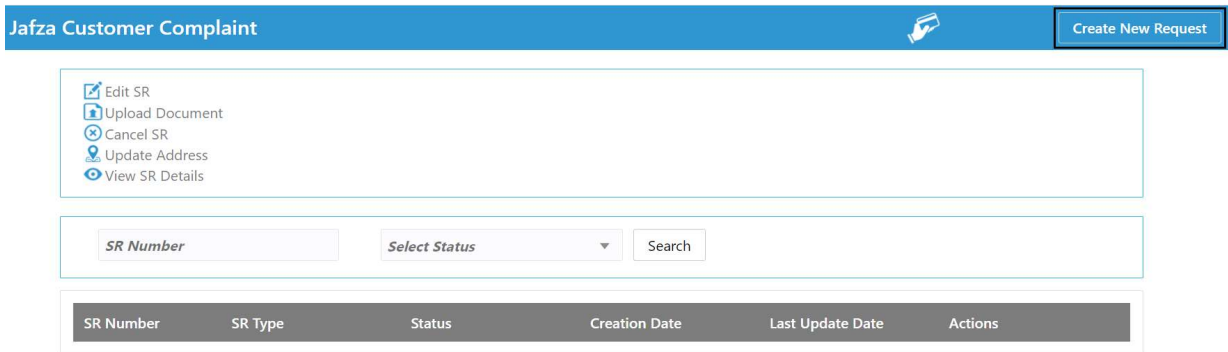 Jafza Customer Complaint Create New Request
Edit SR
Upload Document
Cancel SR
Update Address
View SR Details
SR Number Select Status Search
SR Number SR Type Status Creation Date Last Update Date Actions